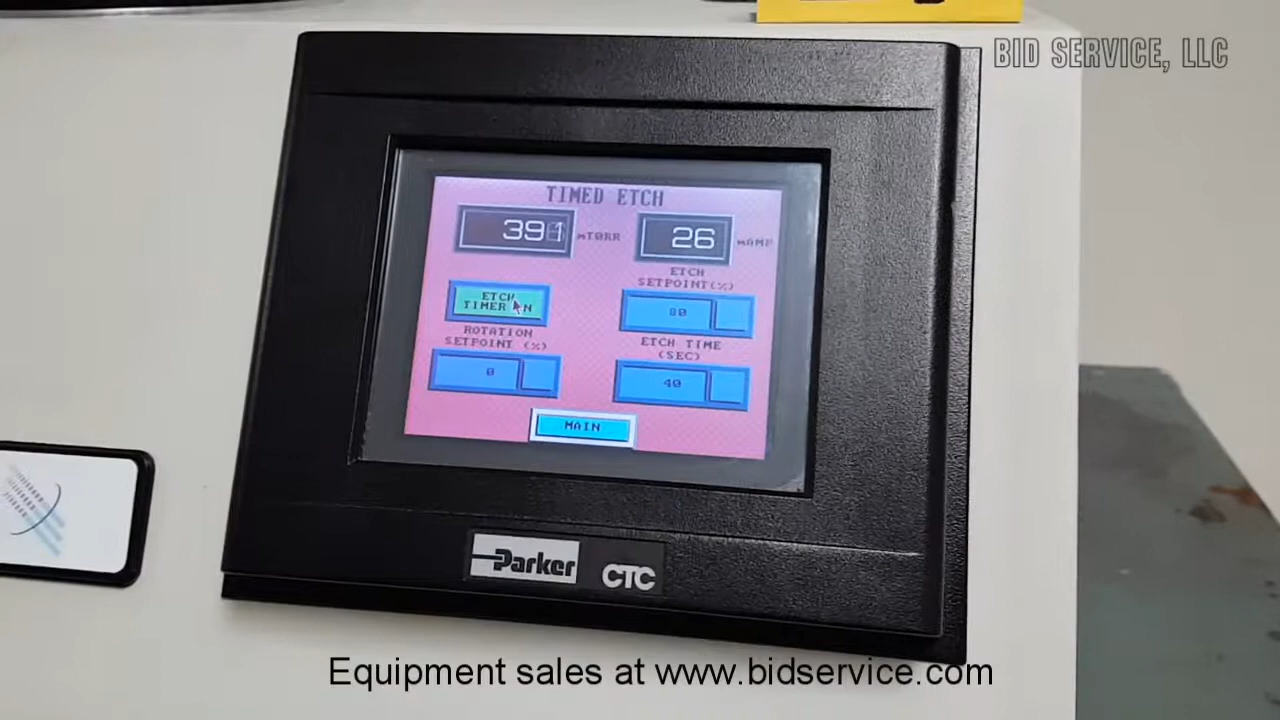 BID SERVICE, LLC
TIMED ETCH
mTORR
26 mAMP
ETCH
SETPOINT(%)
ETCH
TIMER ON
80
ROTATION
SETPOINT (%)
ETCH TIME
(SEC)
0
40
MAIN
Parker
CTC
Equipment sales at www.bidservice.com